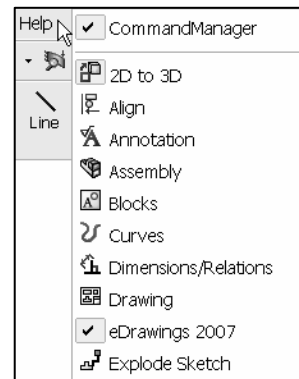 Help
Line
CommandManager
2D to 3D
Align
Annotation
Assembly
Blocks
Curves
Dimensions/Relations
Drawing
eDrawings 2007
Explode Sketch